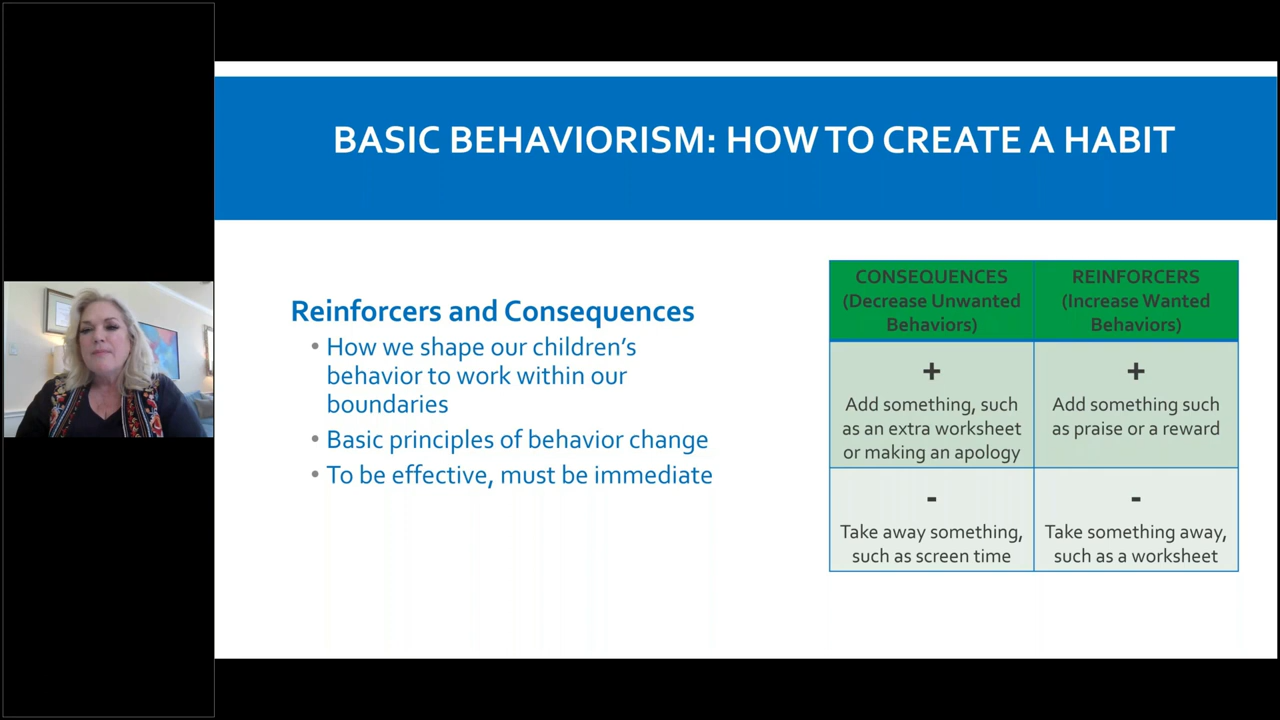 BASIC BEHAVIORISM: HOW TO CREATE A HABIT
Reinforcers and Consequences
• How we shape our children's
behavior to work within our
boundaries
• Basic principles of behavior change
• To be effective, must be immediate
CONSEQUENCES
(Decrease Unwanted
Behaviors)
REINFORCERS
(Increase Wanted
Behaviors)
+
Add something, such
as an extra worksheet
or making an apology
+
Add something such
as praise or a reward
-
Take away something,
such as screen time
-
Take something away,
such as a worksheet